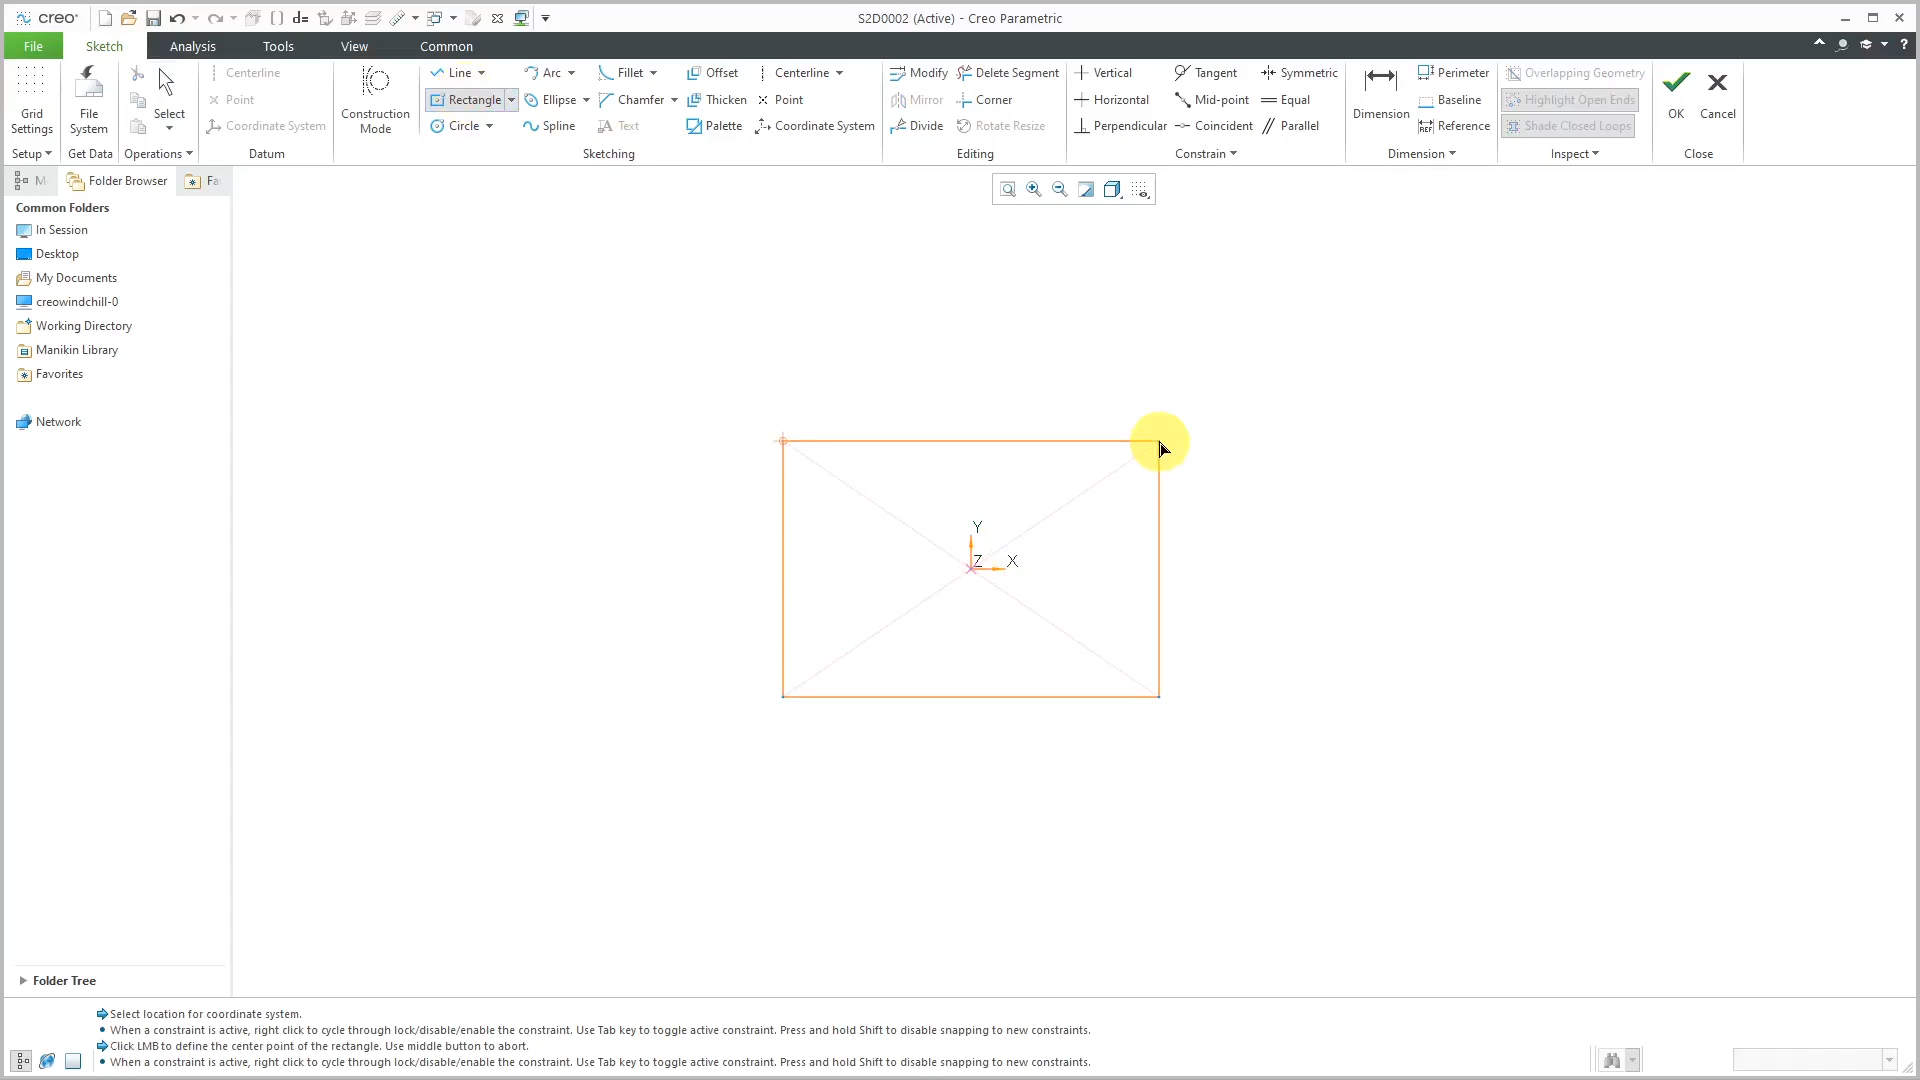 creo
S2D0002 (Active) - Creo Parametric
File
Sketch
Analysis
Tools
View
Common
Grid Settings
Setup
File System
Get Data
Select
Operations
Centerline
Point
Coordinate System
Datum
Construction Mode
Line
Rectangle
Circle
Arc
Ellipse
Spline
Fillet
Chamfer
Text
Offset
Thicken
Palette
Centerline
Point
Coordinate System
Sketching
Modify
Mirror
Divide
Delete Segment
Corner
Rotate Resize
Editing
Vertical
Horizontal
Perpendicular
Tangent
Mid-point
Coincident
Symmetric
Equal
Parallel
Constrain
Dimension
Perimeter
Baseline
REF
Reference
Dimension
Overlapping Geometry
Highlight Open Ends
Shade Closed Loops
Inspect
OK
Cancel
Close
M
Folder Browser
Fa
Common Folders
In Session
Desktop
My Documents
creowindchill-0
Working Directory
Manikin Library
Favorites
Network
Y
Z
X
Folder Tree
Select location for coordinate system.
When a constraint is active, right click to cycle through lock/disable/enable the constraint. Use Tab key to toggle active constraint. Press and hold Shift to disable snapping to new constraints.
Click LMB to define the center point of the rectangle. Use middle button to abort.
When a constraint is active, right click to cycle through lock/disable/enable the constraint. Use Tab key to toggle active constraint. Press and hold Shift to disable snapping to new constraints.